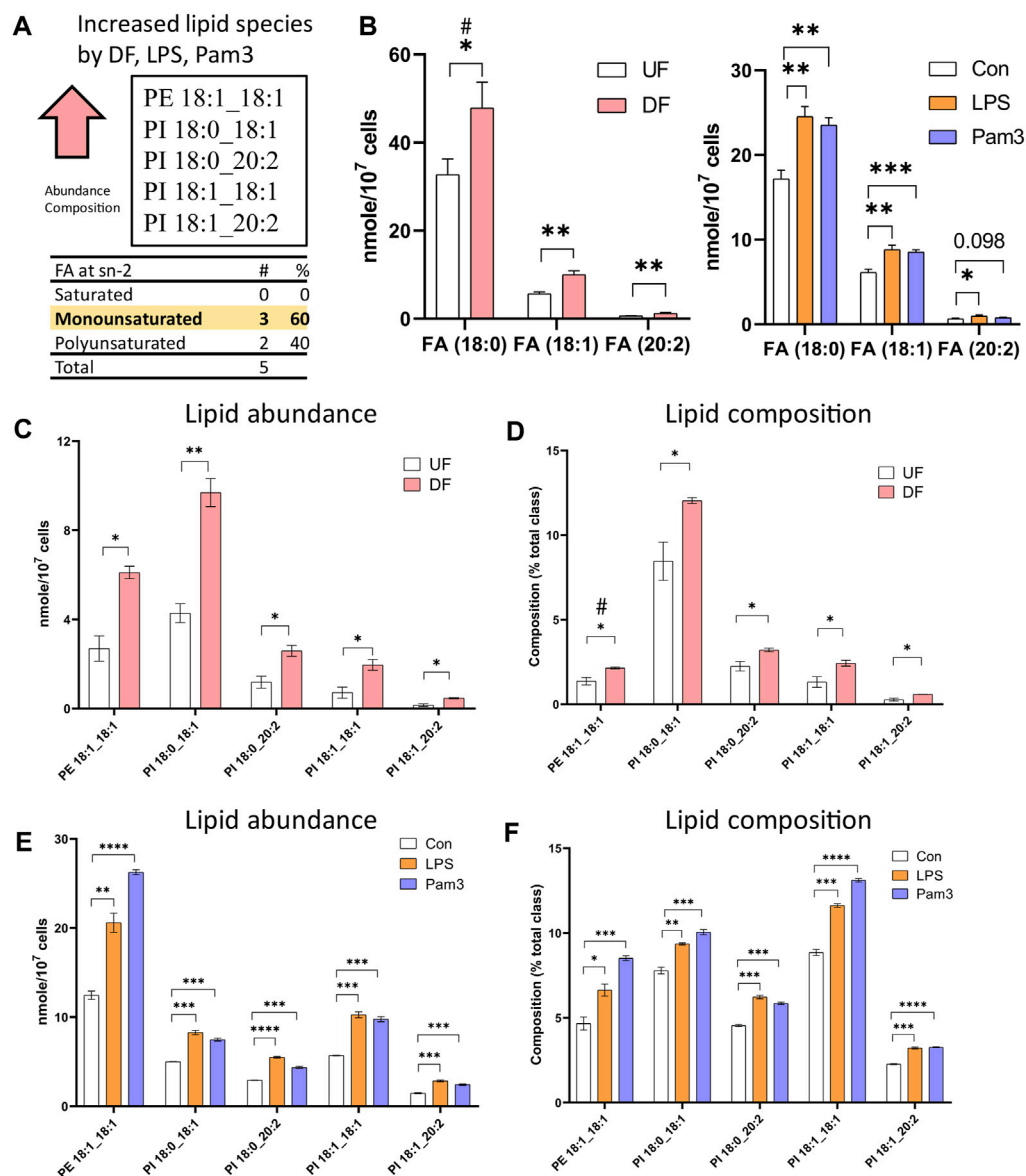 A
Increased lipid species
by DF, LPS, Pam3
Abundance
Composition
PE 18:1_18:1
PI 18:0_18:1
PI 18:0_20:2
PI 18:1_18:1
PI 18:1_20:2
FA at sn-2 # %
Saturated 0 0
Monounsaturated 3 60
Polyunsaturated 2 40
Total 5
B
nmole/10⁷ cells
60
40
20
0
#
*
**
**
UF
DF
FA (18:0) FA (18:1) FA (20:2)
nmole/10⁷ cells
30
20
10
0
**
**
***
**
0.098
*
Con
LPS
Pam3
FA (18:0) FA (18:1) FA (20:2)
C
Lipid abundance
nmole/10⁷ cells
12
9
6
3
0
*
**
*
*
*
UF
DF
PE 18:1_18:1
PI 18:0_18:1
PI 18:0_20:2
PI 18:1_18:1
PI 18:1_20:2
D
Lipid composition
Composition (% total class)
15
10
5
0
#
*
*
*
*
*
UF
DF
PE 18:1_18:1
PI 18:0_18:1
PI 18:0_20:2
PI 18:1_18:1
PI 18:1_20:2
E
Lipid abundance
nmole/10⁷ cells
30
20
10
0
****
**
***
***
***
****
***
***
***
***
Con
LPS
Pam3
PE 18:1_18:1
PI 18:0_18:1
PI 18:0_20:2
PI 18:1_18:1
PI 18:1_20:2
F
Lipid composition
Composition (% total class)
15
10
5
0
***
*
***
**
***
***
****
***
****
***
Con
LPS
Pam3
PE 18:1_18:1
PI 18:0_18:1
PI 18:0_20:2
PI 18:1_18:1
PI 18:1_20:2